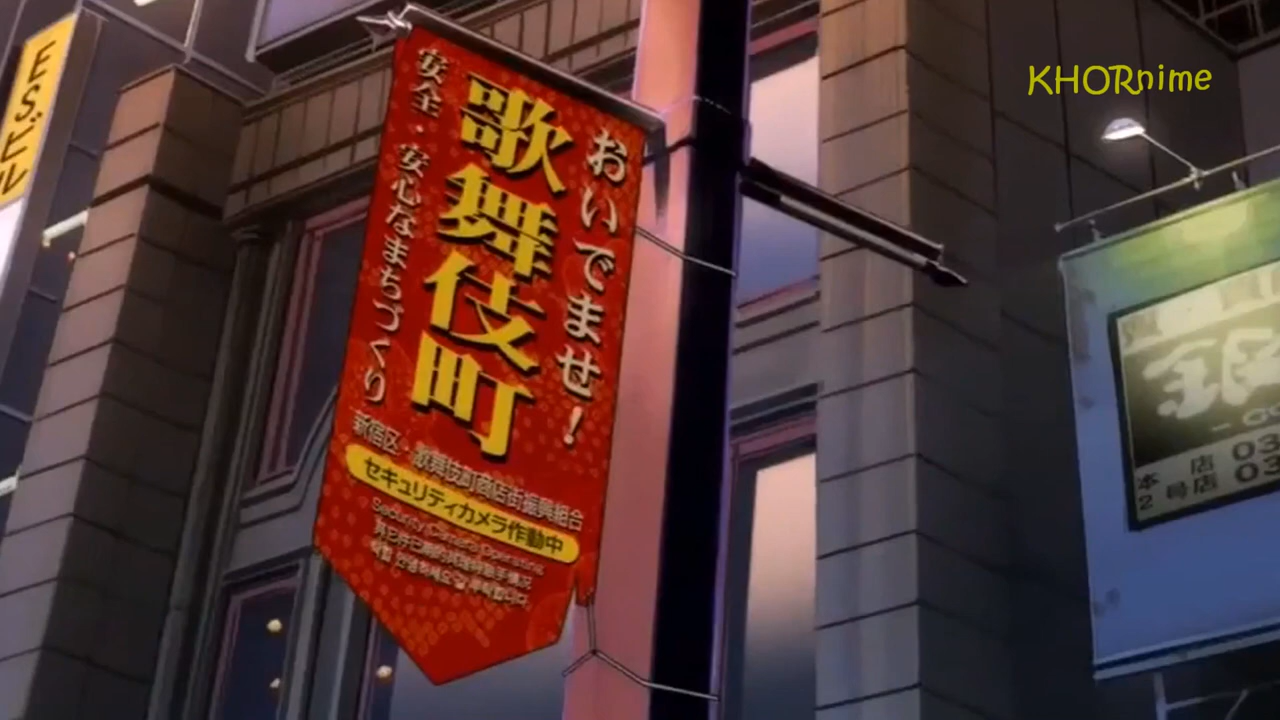 KHORnime
ESビル
おいでませ！
歌舞伎町
安全・安心なまちづくり
新宿区・歌舞伎町商店街振興組合
セキュリティカメラ作動中
Security Camera Operating
銀
本 店 03
2 号店 03